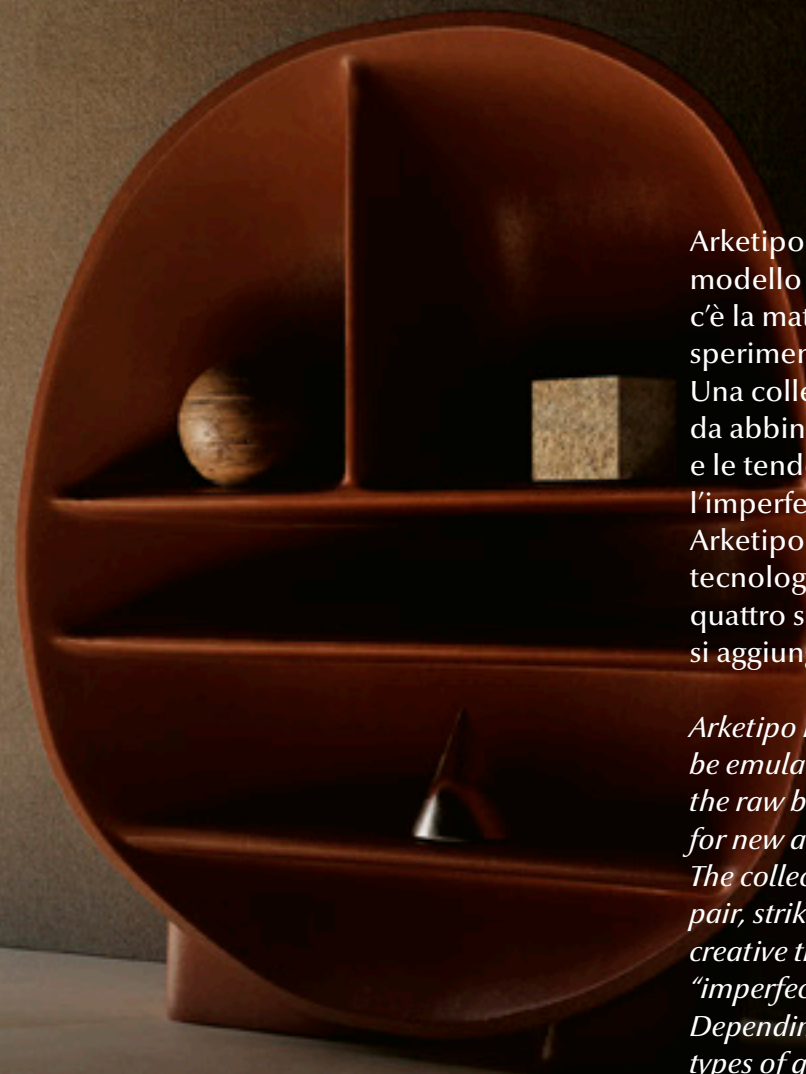 Arketipo
modello
c'è la mat
sperimen
Una colle
da abbin
e le tend
l'imperfe
Arketipo
tecnolog
quattro s
si aggiun
Arketipo
be emula
the raw b
for new a
The collec
pair, strik
creative t
“imperfec
Dependin
types of